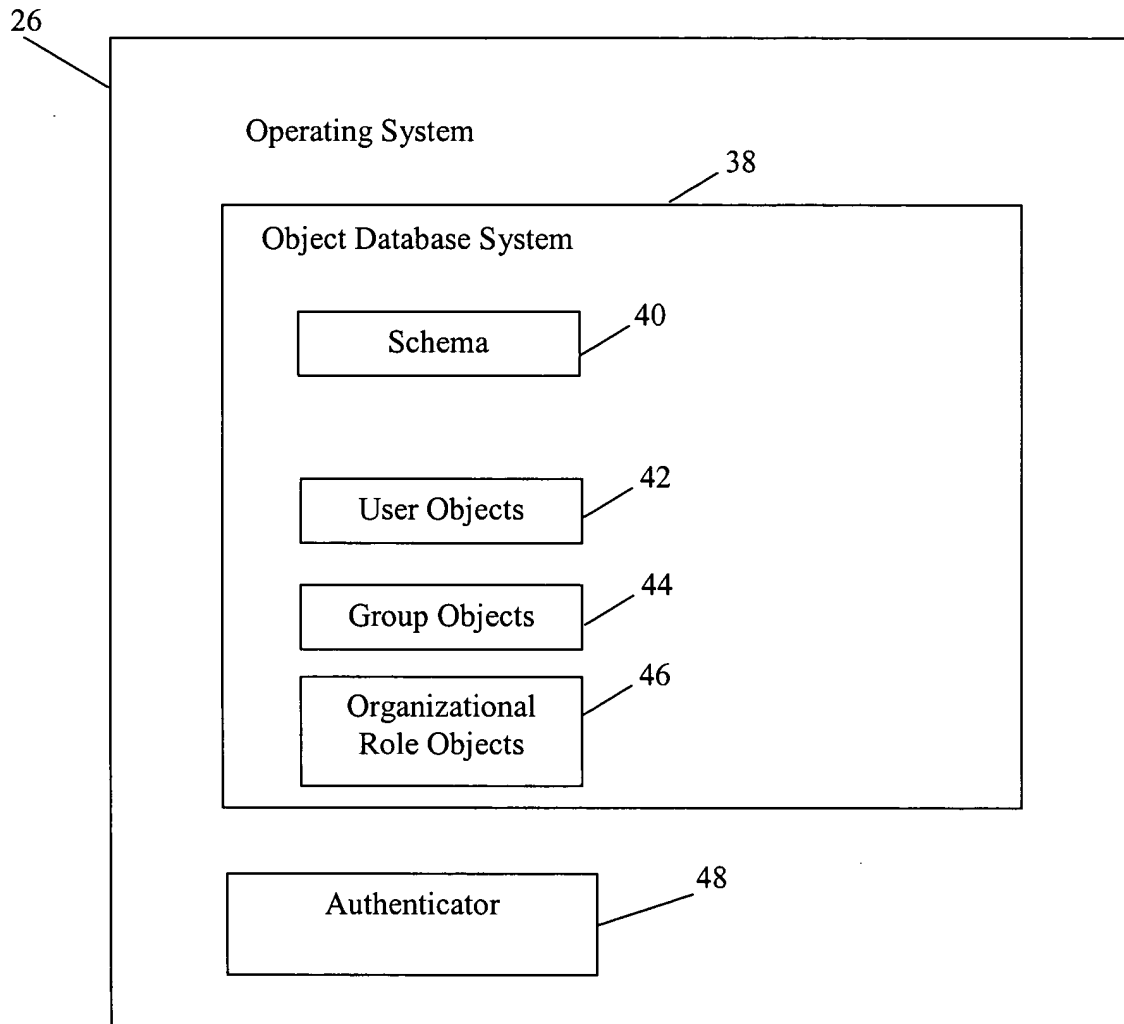 26
Operating System
38
Object Database System
40
Schema
42
User Objects
44
Group Objects
46
Organizational
Role Objects
48
Authenticator